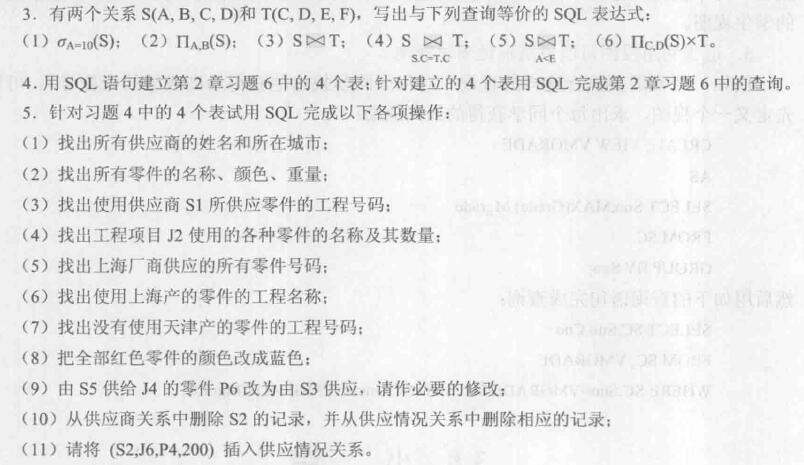 3．有两个关系 S(A, B, C, D)和 T(C, D, E, F)，写出与下列查询等价的 SQL 表达式：
（1）σA=10(S)；（2）ΠA,B(S)；（3）S⋈T；（4）S ⋈ T；（5）S⋈T；（6）ΠC,D(S)×T。
S.C=T.C A<E
4．用 SQL 语句建立第 2 章习题 6 中的 4 个表；针对建立的 4 个表用 SQL 完成第 2 章习题 6 中的查询。
5．针对习题 4 中的 4 个表试用 SQL 完成以下各项操作：
（1）找出所有供应商的姓名和所在城市；
（2）找出所有零件的名称、颜色、重量；
（3）找出使用供应商 S1 所供应零件的工程号码；
（4）找出工程项目 J2 使用的各种零件的名称及其数量；
（5）找出上海厂商供应的所有零件号码；
（6）找出使用上海产的零件的工程名称；
（7）找出没有使用天津产的零件的工程号码；
（8）把全部红色零件的颜色改成蓝色；
（9）由 S5 供给 J4 的零件 P6 改为由 S3 供应，请作必要的修改；
（10）从供应商关系中删除 S2 的记录，并从供应情况关系中删除相应的记录；
（11）请将 (S2,J6,P4,200) 插入供应情况关系。